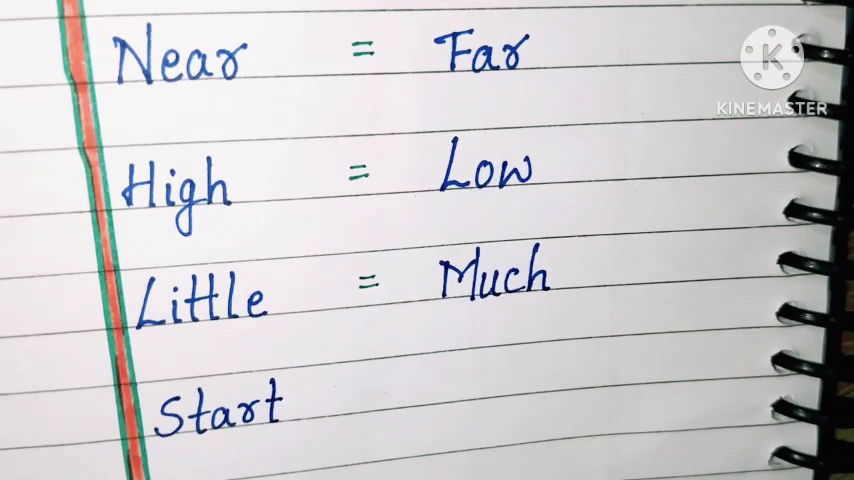 Near = Far
KINEMASTER
High = Low
Little = Much
Start